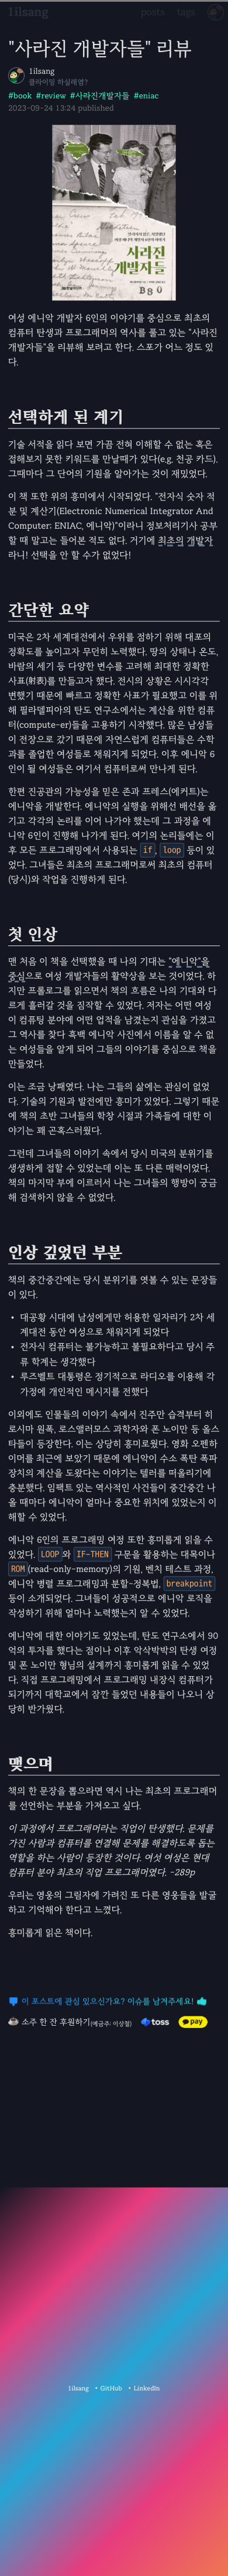 1ilsang
posts
tags
"사라진 개발자들" 리뷰
1ilsang
클라이밍 하실래염?
#book #review #사라진개발자들 #eniac
2023-09-24 13:24 published
사라진
개발자들
여성 에니악 개발자 6인의 이야기를 중심으로 최초의
컴퓨터 탄생과 프로그래머의 역사를 풀고 있는 "사라진
개발자들"을 리뷰해 보려고 한다. 스포가 어느 정도 있
다.
선택하게 된 계기
기술 서적을 읽다 보면 가끔 전혀 이해할 수 없는 혹은
접해보지 못한 키워드를 만날때가 있다(e.g. 천공 카드).
그때마다 그 단어의 기원을 알아가는 것이 재밌었다.
이 책 또한 위의 흥미에서 시작되었다. "전자식 숫자 적
분 및 계산기(Electronic Numerical Integrator And
Computer: ENIAC, 에니악)"이라니 정보처리기사 공부
할 때 말고는 들어본 적도 없다. 거기에 최초의 개발자
라니! 선택을 안 할 수가 없었다!
간단한 요약
미국은 2차 세계대전에서 우위를 점하기 위해 대포의
정확도를 높이고자 무던히 노력했다. 땅의 상태나 온도,
바람의 세기 등 다양한 변수를 고려해 최대한 정확한
사표(射表)를 만들고자 했다. 전시의 상황은 시시각각
변했기 때문에 빠르고 정확한 사표가 필요했고 이를 위
해 필라델피아의 탄도 연구소에서는 계산을 위한 컴퓨
터(compute-er)들을 고용하기 시작했다. 많은 남성들
이 전장으로 갔기 때문에 자연스럽게 컴퓨터들은 수학
과를 졸업한 여성들로 채워지게 되었다. 이후 에니악 6
인이 될 여성들은 여기서 컴퓨터로써 만나게 된다.
한편 진공관의 가능성을 믿은 존과 프레스(에커트)는
에니악을 개발한다. 에니악의 실행을 위해선 배선을 옮
기고 각각의 논리를 이어 나가야 했는데 그 과정을 에
니악 6인이 진행해 나가게 된다. 여기의 논리들에는 이
후 모든 프로그래밍에서 사용되는 if, loop 등이 있
었다. 그녀들은 최초의 프로그래머로써 최초의 컴퓨터
(당시)와 작업을 진행하게 된다.
첫 인상
맨 처음 이 책을 선택했을 때 나의 기대는 "에니악"을
중심으로 여성 개발자들의 활약상을 보는 것이었다. 하
지만 프롤로그를 읽으면서 책의 흐름은 나의 기대와 다
르게 흘러갈 것을 짐작할 수 있었다. 저자는 어떤 여성
이 컴퓨팅 분야에 어떤 업적을 남겼는지 관심을 가졌고
그 역사를 찾다 흑백 에니악 사진에서 이름을 알 수 없
는 여성들을 알게 되어 그들의 이야기를 중심으로 책을
만들었다.
이는 조금 낭패였다. 나는 그들의 삶에는 관심이 없었
다. 기술의 기원과 발전에만 흥미가 있었다. 그렇기 때문
에 책의 초반 그녀들의 학창 시절과 가족들에 대한 이
야기는 꽤 곤혹스러웠다.
그런데 그녀들의 이야기 속에서 당시 미국의 분위기를
생생하게 접할 수 있었는데 이는 또 다른 매력이었다.
책의 마지막 부에 이르러서 나는 그녀들의 행방이 궁금
해 검색하지 않을 수 없었다.
인상 깊었던 부분
책의 중간중간에는 당시 분위기를 엿볼 수 있는 문장들
이 있다.
• 대공황 시대에 남성에게만 허용한 일자리가 2차 세
계대전 동안 여성으로 채워지게 되었다
• 전자식 컴퓨터는 불가능하고 불필요하다고 당시 주
류 학계는 생각했다
• 루즈벨트 대통령은 정기적으로 라디오를 이용해 각
가정에 개인적인 메시지를 전했다
이외에도 인물들의 이야기 속에서 진주만 습격부터 히
로시마 원폭, 로스앨러모스 과학자와 폰 노이만 등 올스
타들이 등장한다. 이는 상당히 흥미로웠다. 영화 오펜하
이머를 최근에 보았기 때문에 에니악이 수소 폭탄 폭파
장치의 계산을 도왔다는 이야기는 텔러를 떠올리기에
충분했다. 임팩트 있는 역사적인 사건들이 중간중간 나
올 때마다 에니악이 얼마나 중요한 위치에 있었는지 이
해할 수 있었다.
에니악 6인의 프로그래밍 여정 또한 흥미롭게 읽을 수
있었다. LOOP 와 IF-THEN 구문을 활용하는 대목이나
ROM (read-only-memory)의 기원, 벤치 테스트 과정,
에니악 병렬 프로그래밍과 분할-정복법, breakpoint
등이 소개되었다. 그녀들이 성공적으로 에니악 로직을
작성하기 위해 얼마나 노력했는지 알 수 있었다.
에니악에 대한 이야기도 있었는데, 탄도 연구소에서 90
억의 투자를 했다는 점이나 이후 악삭박박의 탄생 여정
및 폰 노이만 형님의 설계까지 흥미롭게 읽을 수 있었
다. 직접 프로그래밍에서 프로그래밍 내장식 컴퓨터가
되기까지 대학교에서 잠깐 들었던 내용들이 나오니 상
당히 반가웠다.
맺으며
책의 한 문장을 뽑으라면 역시 나는 최초의 프로그래머
를 선언하는 부분을 가져오고 싶다.
이 과정에서 프로그래머라는 직업이 탄생했다. 문제를
가진 사람과 컴퓨터를 연결해 문제를 해결하도록 돕는
역할을 하는 사람이 등장한 것이다. 여섯 여성은 현대
컴퓨터 분야 최초의 직업 프로그래머였다. -289p
우리는 영웅의 그림자에 가려진 또 다른 영웅들을 발굴
하고 기억해야 한다고 느꼈다.
흥미롭게 읽은 책이다.
이 포스트에 관심 있으신가요? 이슈를 남겨주세요!
소주 한 잔 후원하기(예금주: 이상철)
toss
pay
1ilsang • GitHub • LinkedIn